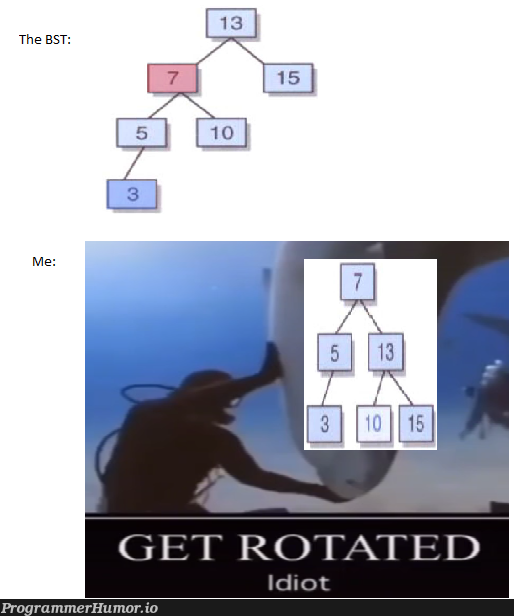 The BST:
13
7 15
5 10
3
Me:
7
5 13
3 10 15
GET ROTATED
Idiot
ProgrammerHumor.io